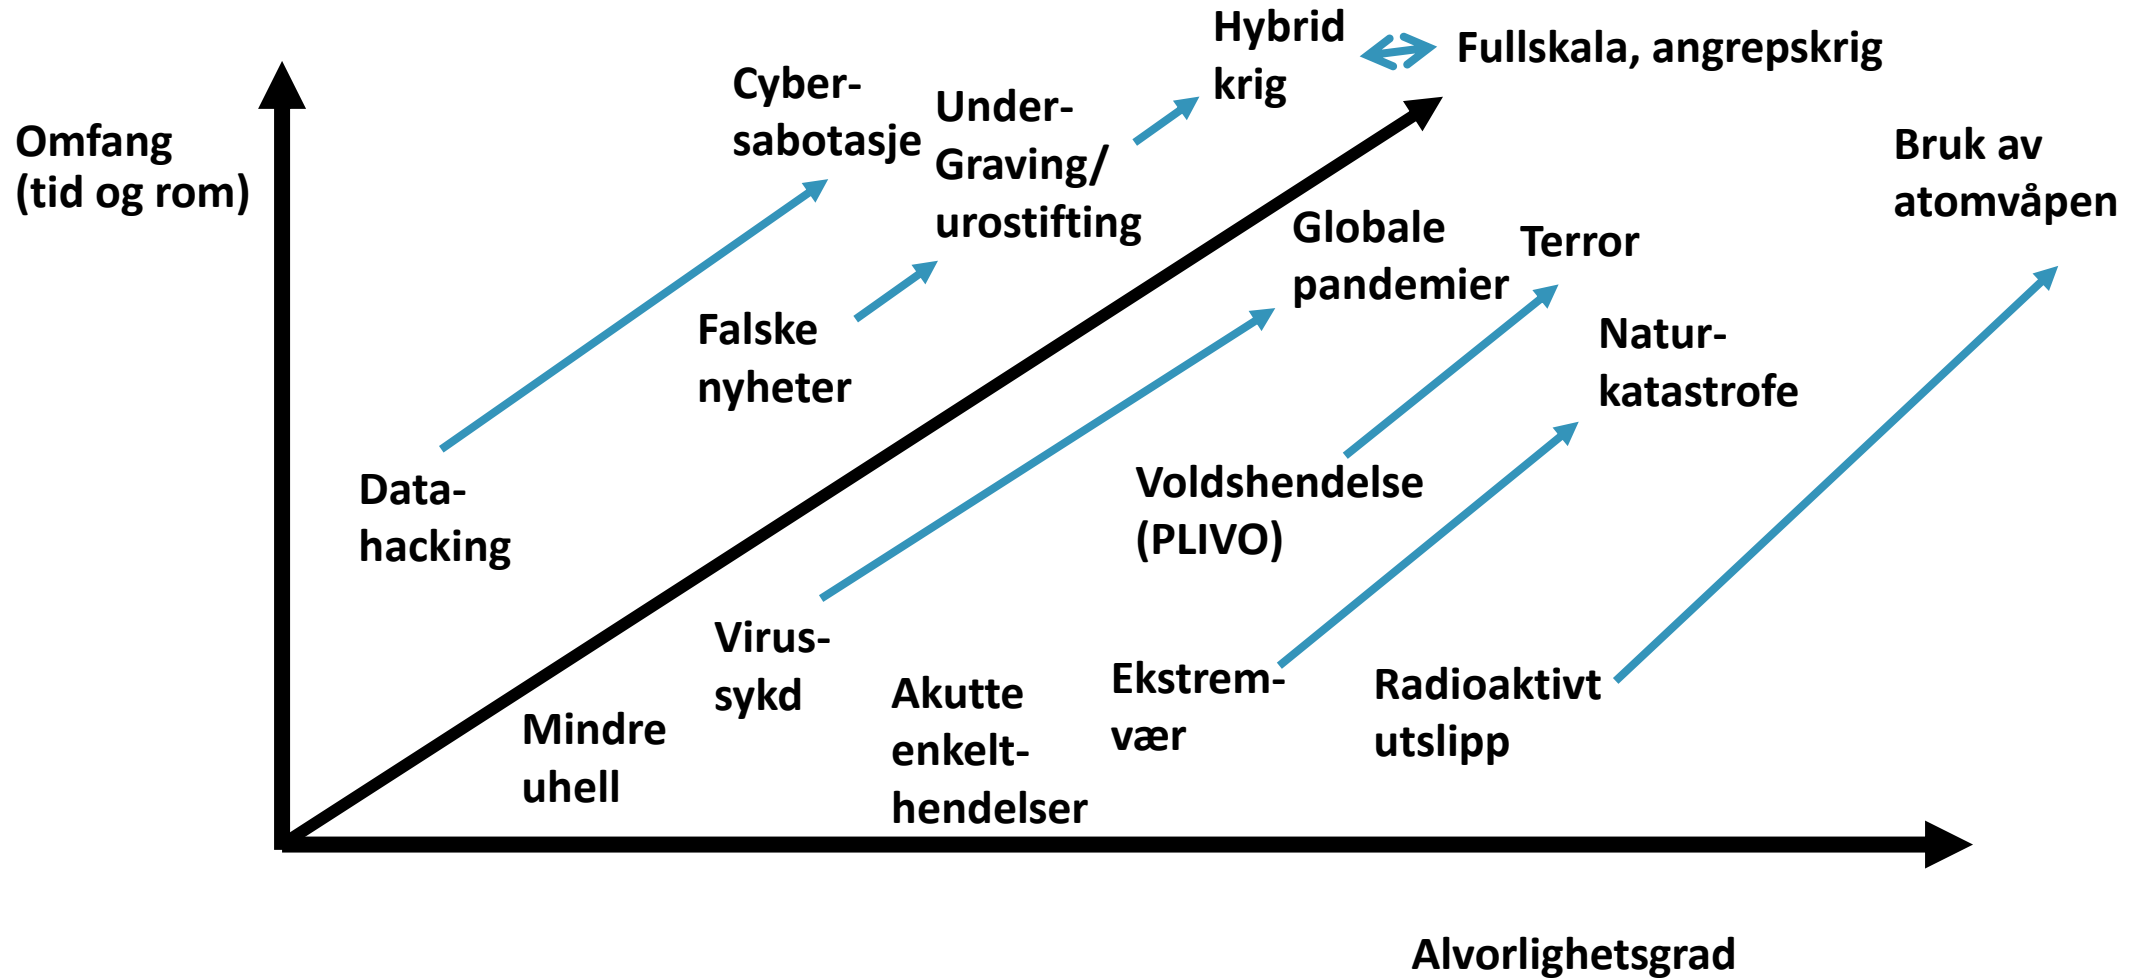 Hybrid
krig
Fullskala, angrepskrig
Cyber-
sabotasje
Under-
Graving/
urostifting
Omfang
(tid og rom)
Bruk av
atomvåpen
Globale
pandemier
Terror
Falske
nyheter
Natur-
katastrofe
Data-
hacking
Voldshendelse
(PLIVO)
Virus-
sykd
Akutte
enkelt-
hendelser
Ekstrem-
vær
Radioaktivt
utslipp
Mindre
uhell
Alvorlighetsgrad